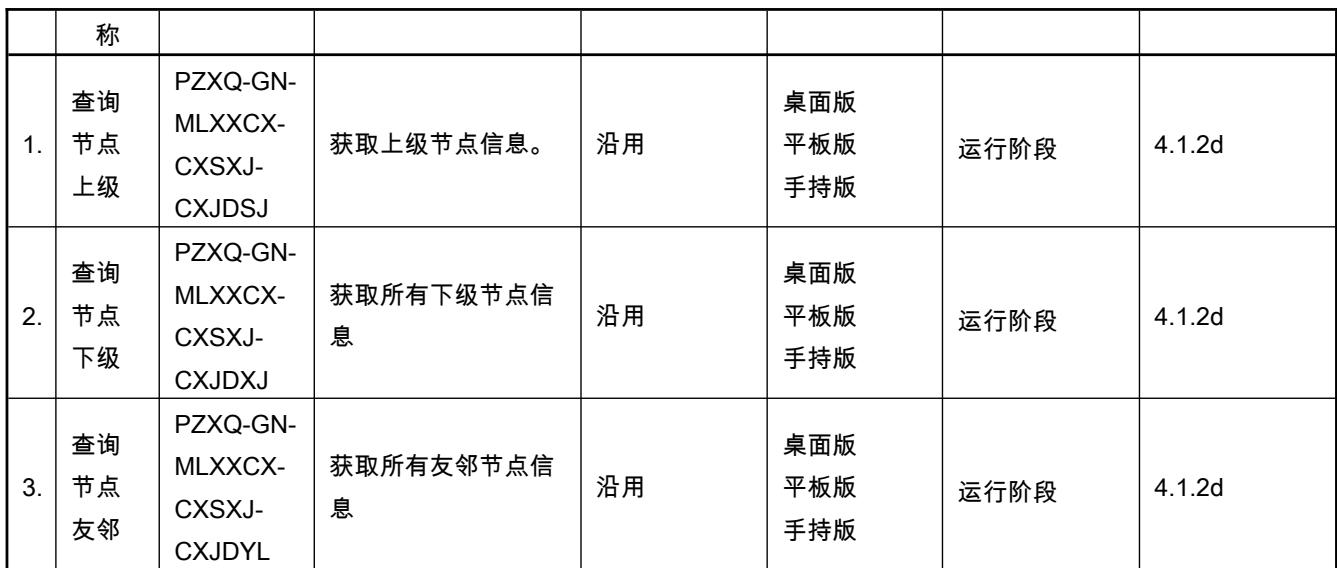 称
1.
查询
节点
上级
PZXQ-GN-
MLXXCX-
CXSXJ-
CXJDSJ
获取上级节点信息。
沿用
桌面版
平板版
手持版
运行阶段
4.1.2d
2.
查询
节点
下级
PZXQ-GN-
MLXXCX-
CXSXJ-
CXJDXJ
获取所有下级节点信
息
沿用
桌面版
平板版
手持版
运行阶段
4.1.2d
3.
查询
节点
友邻
PZXQ-GN-
MLXXCX-
CXSXJ-
CXJDYL
获取所有友邻节点信
息
沿用
桌面版
平板版
手持版
运行阶段
4.1.2d